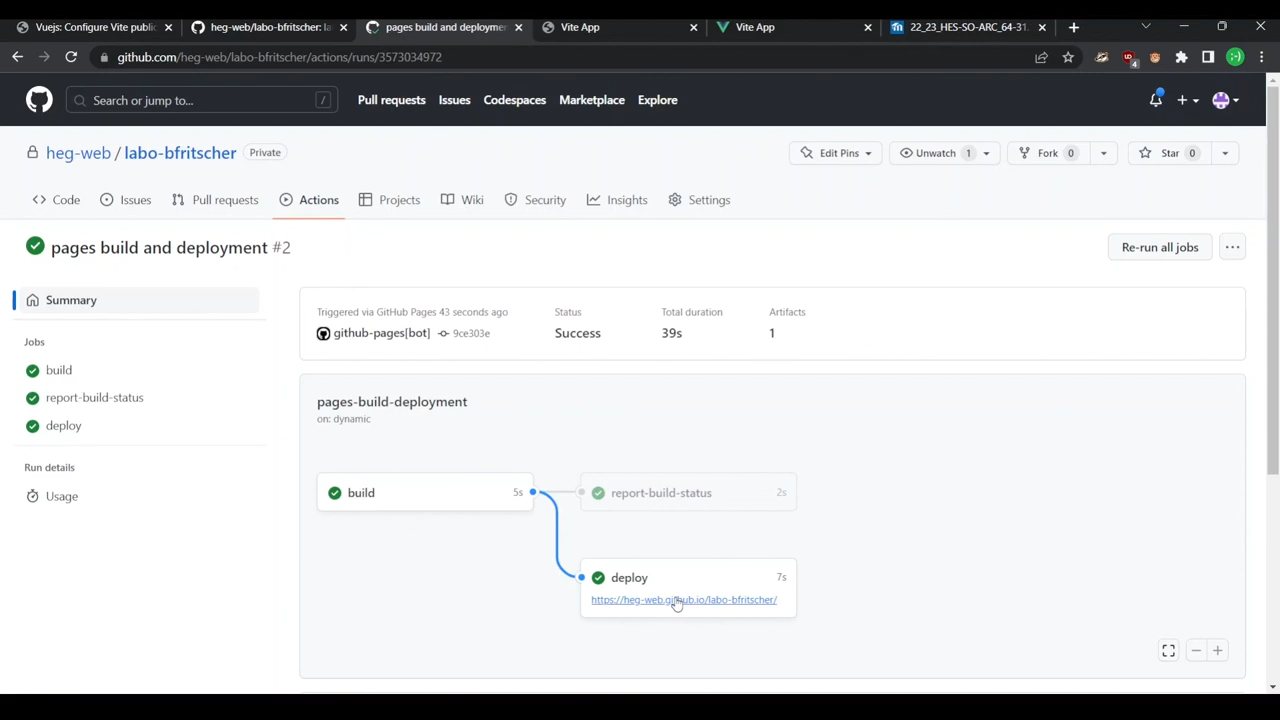 Vuejs: Configure Vite public
heg-web/labo-bfritscher: la
pages build and deployme
Vite App
Vite App
22_23_HES-SO-ARC_64-31.
github.com/heg-web/labo-bfritscher/actions/runs/3573034972
4
Search or jump to...
/
Pull requests
Issues
Codespaces
Marketplace
Explore
heg-web / labo-bfritscher
Private
Edit Pins
Unwatch 1
Fork 0
Star 0
Code
Issues
Pull requests
Actions
Projects
Wiki
Security
Insights
Settings
pages build and deployment #2
Re-run all jobs
Summary
Jobs
build
report-build-status
deploy
Run details
Usage
Triggered via GitHub Pages 43 seconds ago
github-pages[bot] 9ce303e
Status
Success
Total duration
39s
Artifacts
1
pages-build-deployment
on: dynamic
build 5s
report-build-status 2s
deploy 7s
https://heg-web.github.io/labo-bfritscher/